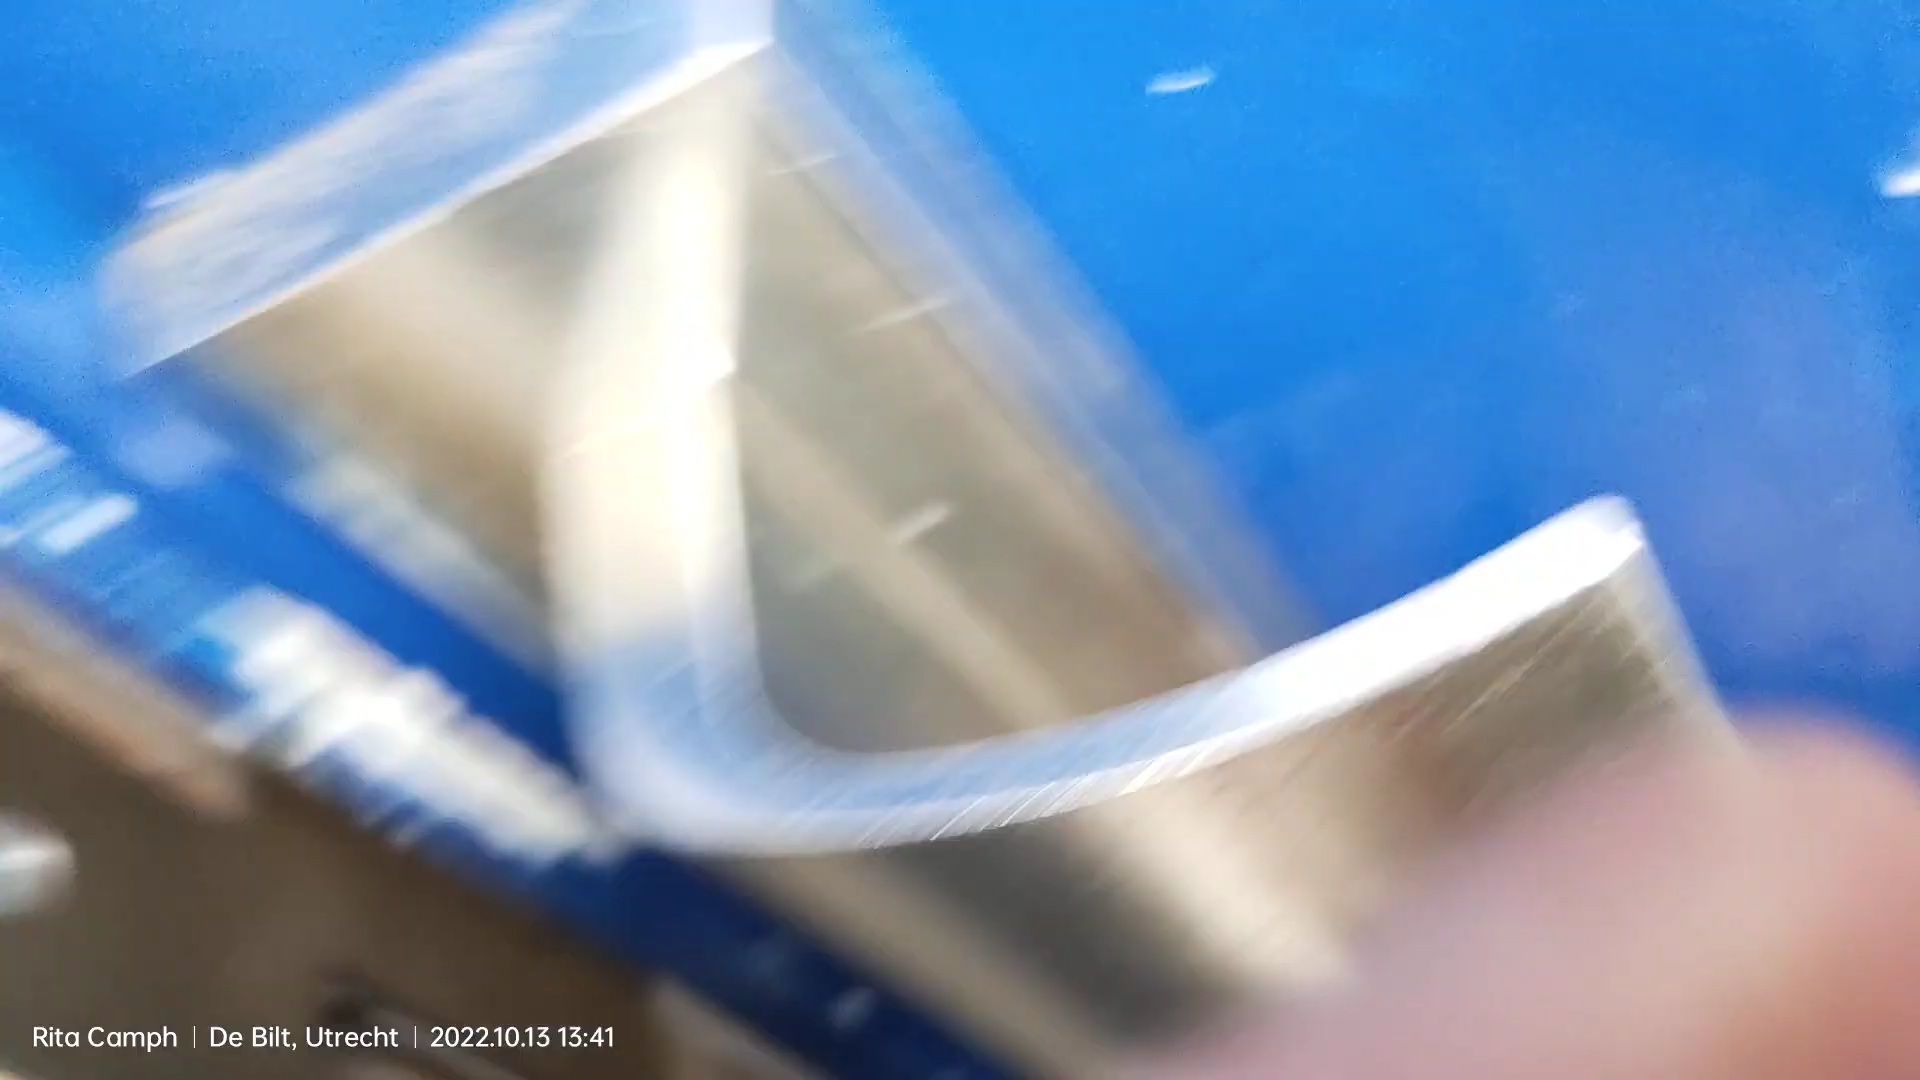 Rita Camph | De Bilt, Utrecht | 2022.10.13 13:41